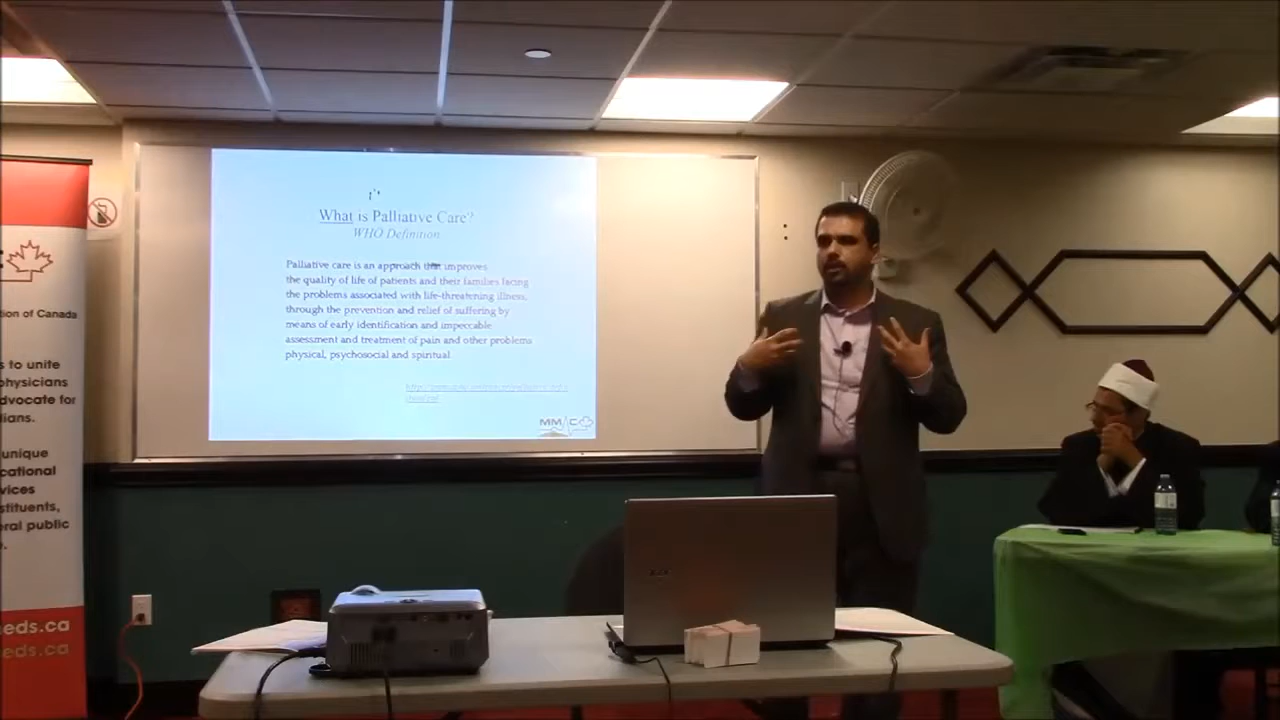 What is Palliative Care?
WHO Definition
Palliative care is an approach that improves
the quality of life of patients and their families facing
the problems associated with life-threatening illness,
through the prevention and relief of suffering by
means of early identification and impeccable
assessment and treatment of pain and other problems
physical, psychosocial and spiritual
MM
C
tion of Canada
s to unite
physicians
dvocate for
lians.
unique
cational
vices
stituents,
eral public
eds.ca
eds.ca